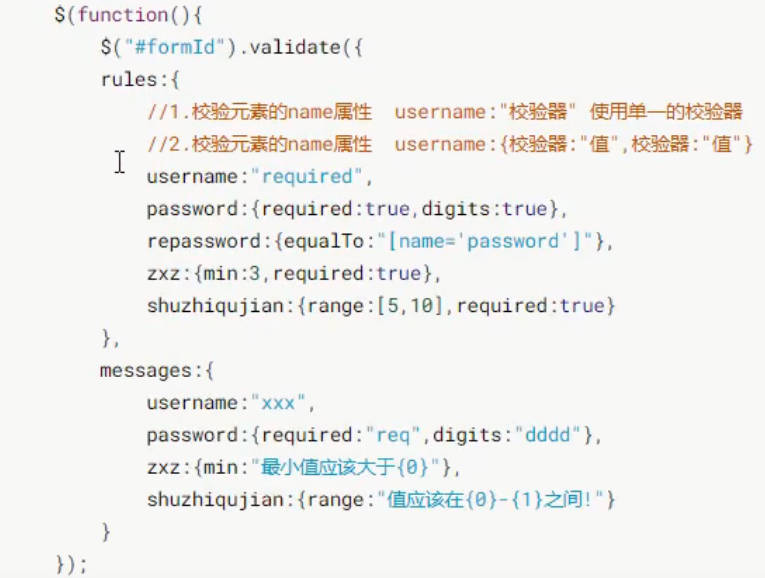 $(function(){
$("#formId").validate({
rules:{
//1.校验元素的name属性 username:"校验器" 使用单一的校验器
//2.校验元素的name属性 username:{校验器:"值",校验器:"值"}
username:"required",
password:{required:true,digits:true},
repassword:{equalTo:"[name='password']"},
zxz:{min:3,required:true},
shuzhiqujian:{range:[5,10],required:true}
},
messages:{
username:"xxx",
password:{required:"req",digits:"dddd"},
zxz:{min:"最小值应该大于{0}"},
shuzhiqujian:{range:"值应该在{0}-{1}之间!"}
}
});